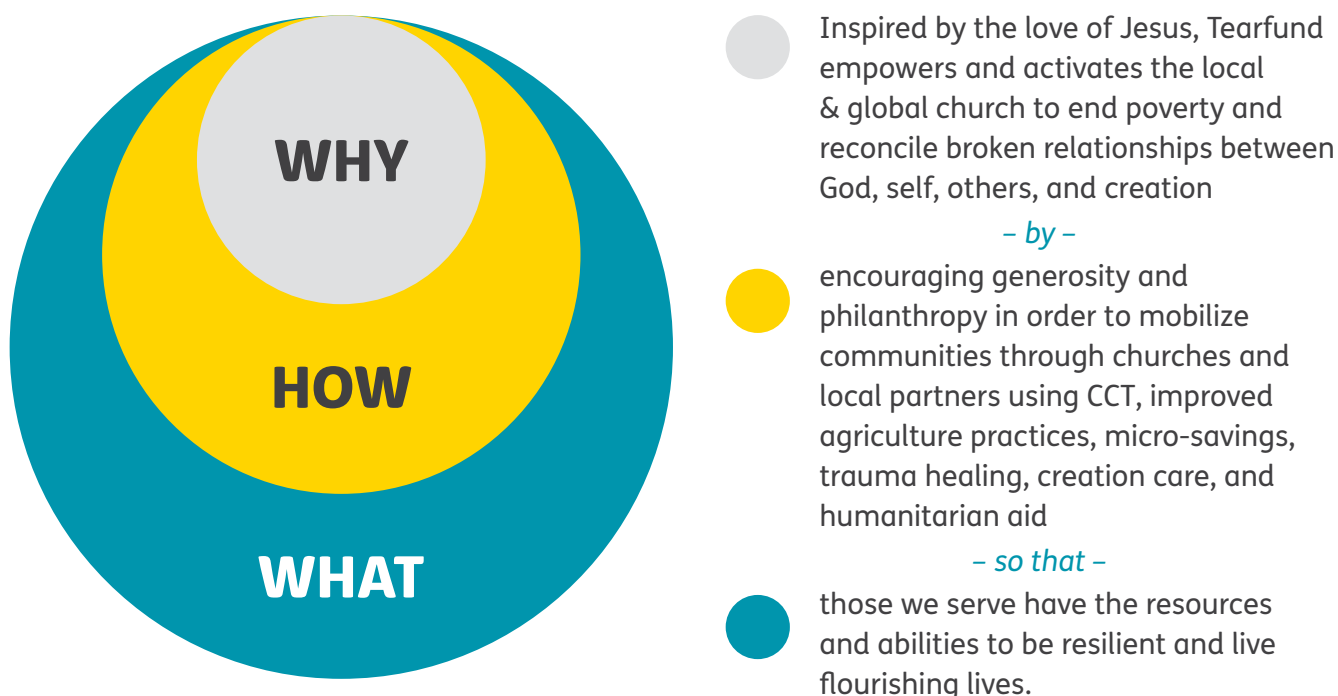 WHY
HOW
WHAT
Inspired by the love of Jesus, Tearfund
empowers and activates the local
& global church to end poverty and
reconcile broken relationships between
God, self, others, and creation
– by –
encouraging generosity and
philanthropy in order to mobilize
communities through churches and
local partners using CCT, improved
agriculture practices, micro-savings,
trauma healing, creation care, and
humanitarian aid
– so that –
those we serve have the resources
and abilities to be resilient and live
flourishing lives.